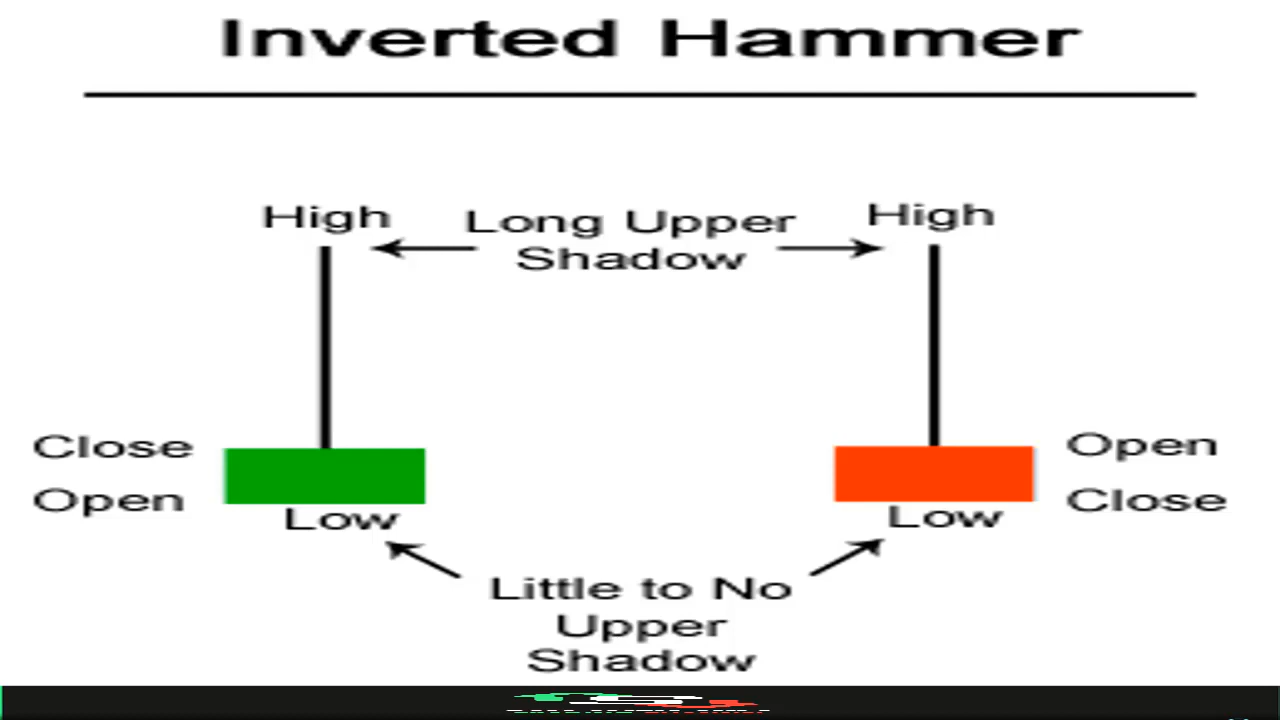 Inverted Hammer
High
Long Upper
High
Shadow
Close
Open
Open
Close
Low
Low
Little to No
Upper
Shadow